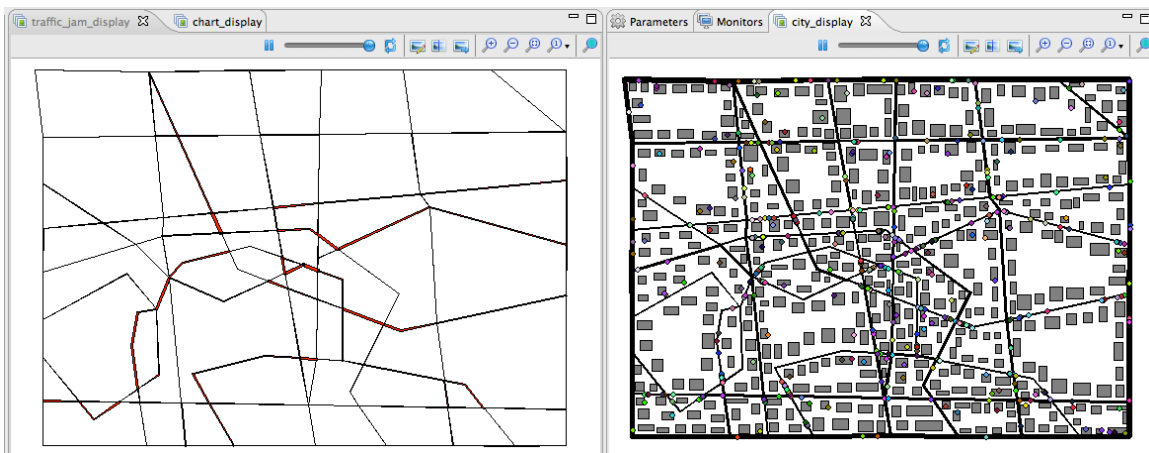 traffic_jam_display
chart_display
Parameters
Monitors
city_display